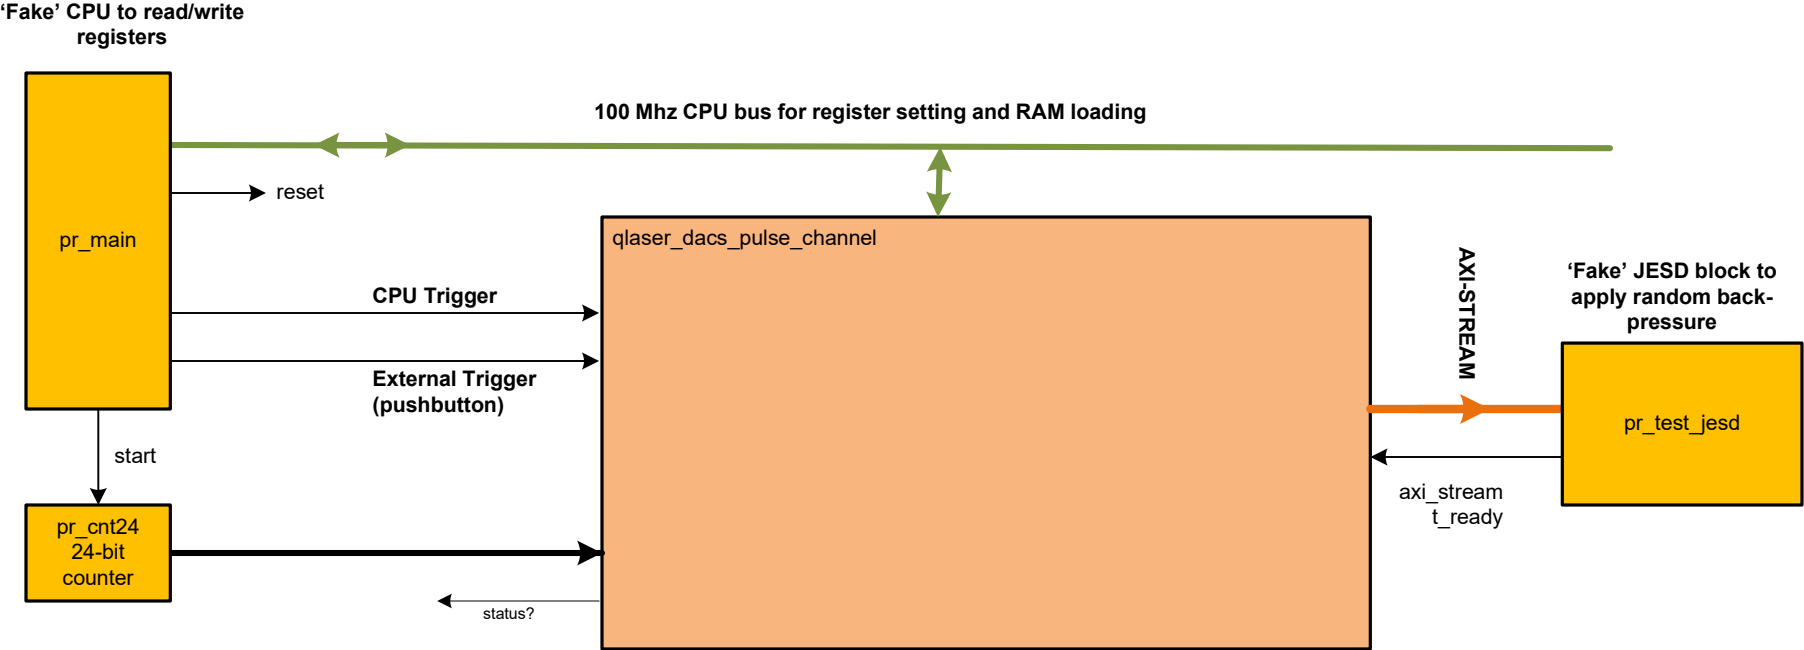 ‘Fake’ CPU to read/write
registers
100 Mhz CPU bus for register setting and RAM loading
reset
pr_main
qlaser_dacs_pulse_channel
CPU Trigger
External Trigger
(pushbutton)
AXI-STREAM
‘Fake’ JESD block to
apply random back-
pressure
pr_test_jesd
start
axi_stream
t_ready
pr_cnt24
24-bit
counter
status?